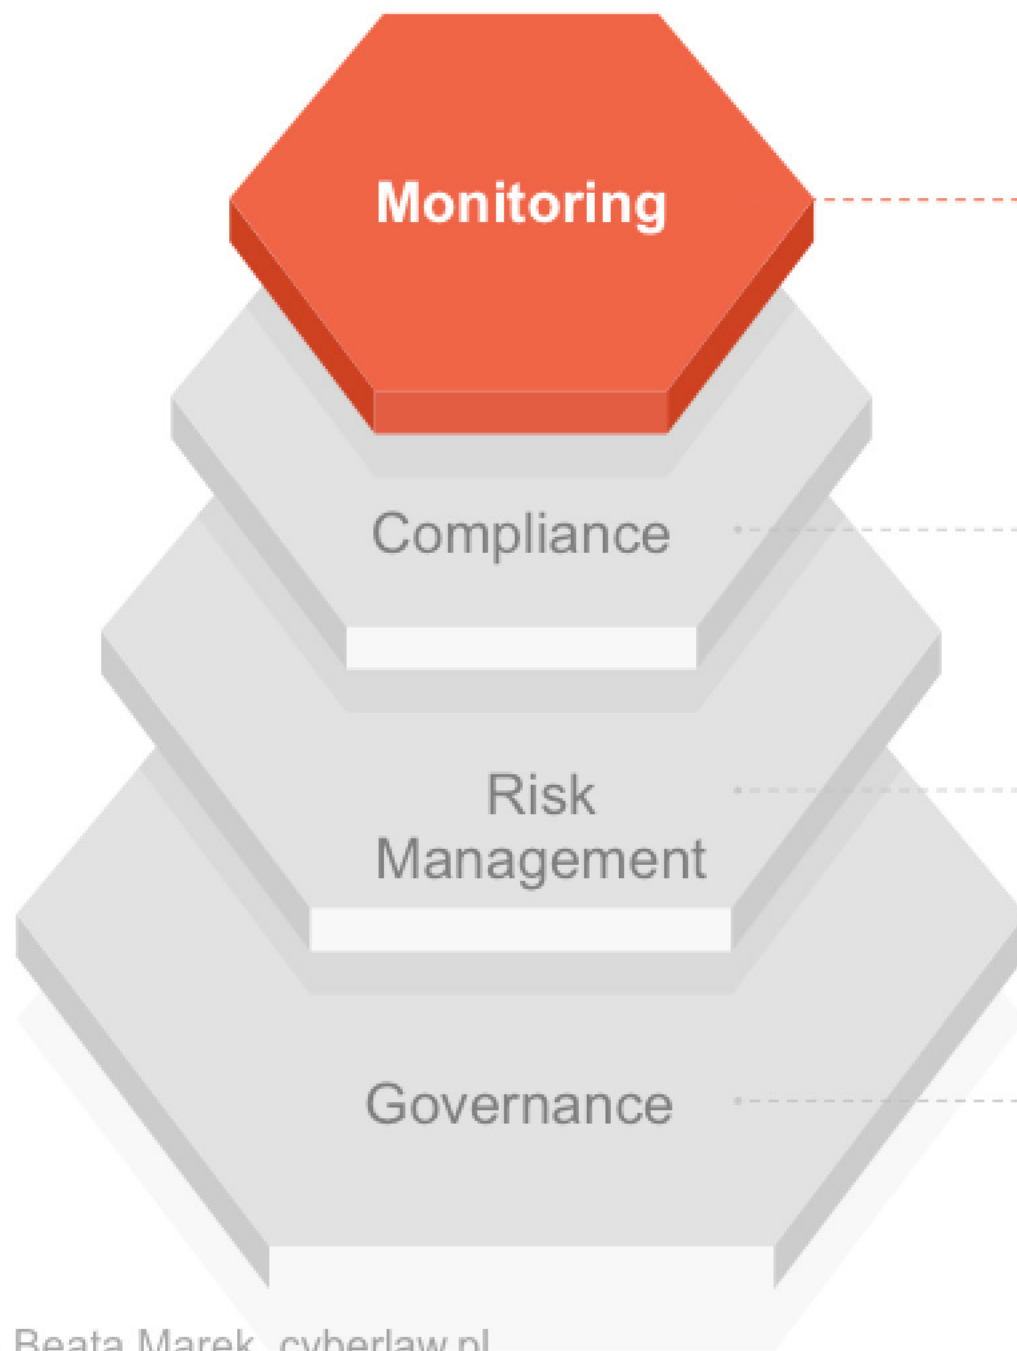 Monitoring
Compliance
Risk
Management
Governance
Beata Marek, cyberlaw.pl